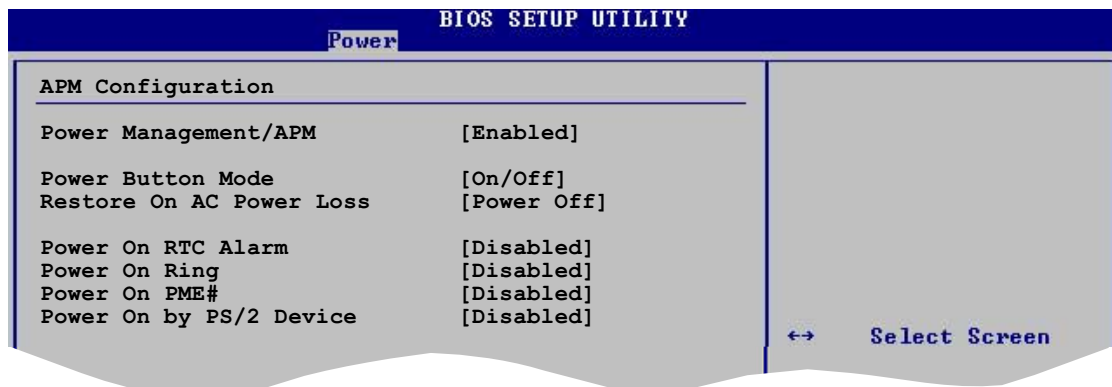 BIOS SETUP UTILITY
Power
APM Configuration
Power Management/APM [Enabled]
Power Button Mode [On/Off]
Restore On AC Power Loss [Power Off]
Power On RTC Alarm [Disabled]
Power On Ring [Disabled]
Power On PME# [Disabled]
Power On by PS/2 Device [Disabled]
←→ Select Screen